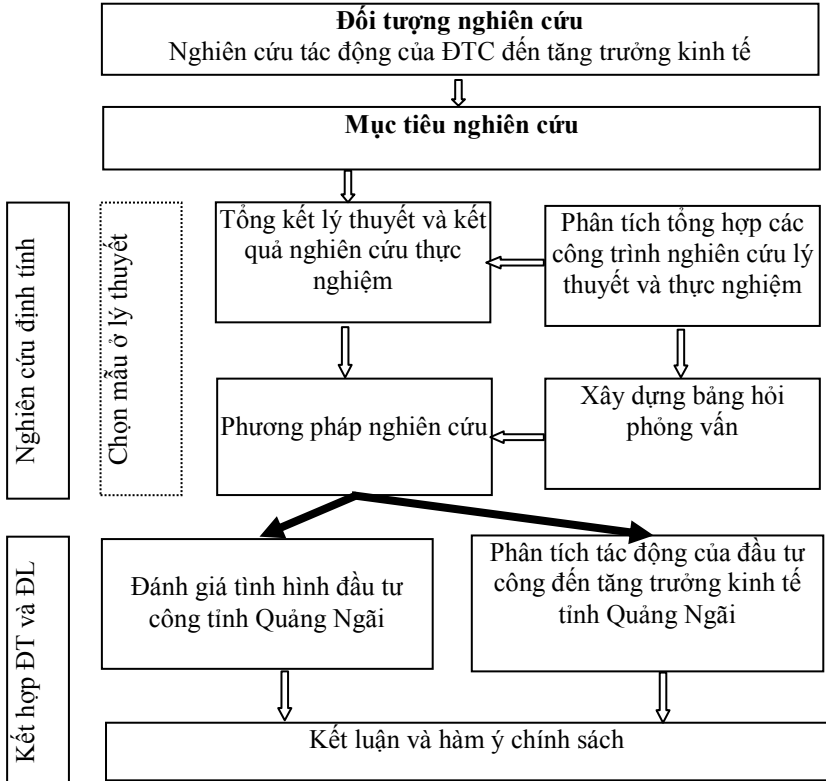 Đối tượng nghiên cứu
Nghiên cứu tác động của ĐTC đến tăng trưởng kinh tế
Mục tiêu nghiên cứu
Nghiên cứu định tính
Chọn mẫu ở lý thuyết
Tổng kết lý thuyết và kết
quả nghiên cứu thực
nghiệm
Phân tích tổng hợp các
công trình nghiên cứu lý
thuyết và thực nghiệm
Phương pháp nghiên cứu
Xây dựng bảng hỏi
phỏng vấn
Kết hợp ĐT và ĐL
Đánh giá tình hình đầu tư
công tỉnh Quảng Ngãi
Phân tích tác động của đầu tư
công đến tăng trưởng kinh tế
tỉnh Quảng Ngãi
Kết luận và hàm ý chính sách